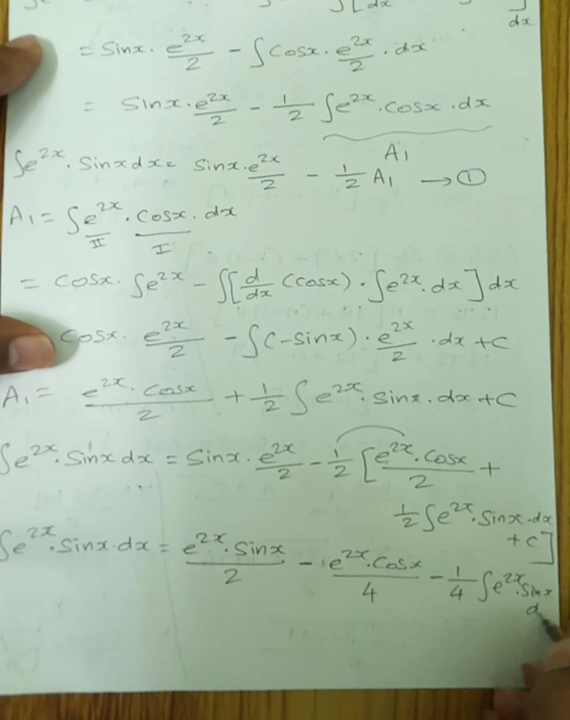 ∫[dx
dx
= Sinx · e^2x/2 - ∫Cosx · e^2x/2 · dx
= Sinx · e^2x/2 - 1/2 ∫e^2x · Cosx · dx
A₁
∫e^2x · Sinx dx = Sinx · e^2x/2 - 1/2 A₁ → ①
A₁ = ∫e^2x/II · Cosx/I · dx
= Cosx · ∫e^2x - ∫[d/dx (Cosx) · ∫e^2x · dx] dx
Cosx · e^2x/2 - ∫(-sinx) · e^2x/2 · dx + C
A₁ = e^2x · Cosx/2 + 1/2 ∫e^2x · Sinx · dx + C
∫e^2x · Sinx dx = Sinx · e^2x/2 - 1/2 [e^2x · Cosx/2 +
1/2 ∫e^2x · Sinx · dx
+ C]
∫e^2x · Sinx · dx = e^2x · Sinx/2 - e^2x · Cosx/4 - 1/4 ∫e^2x · Sinx
d